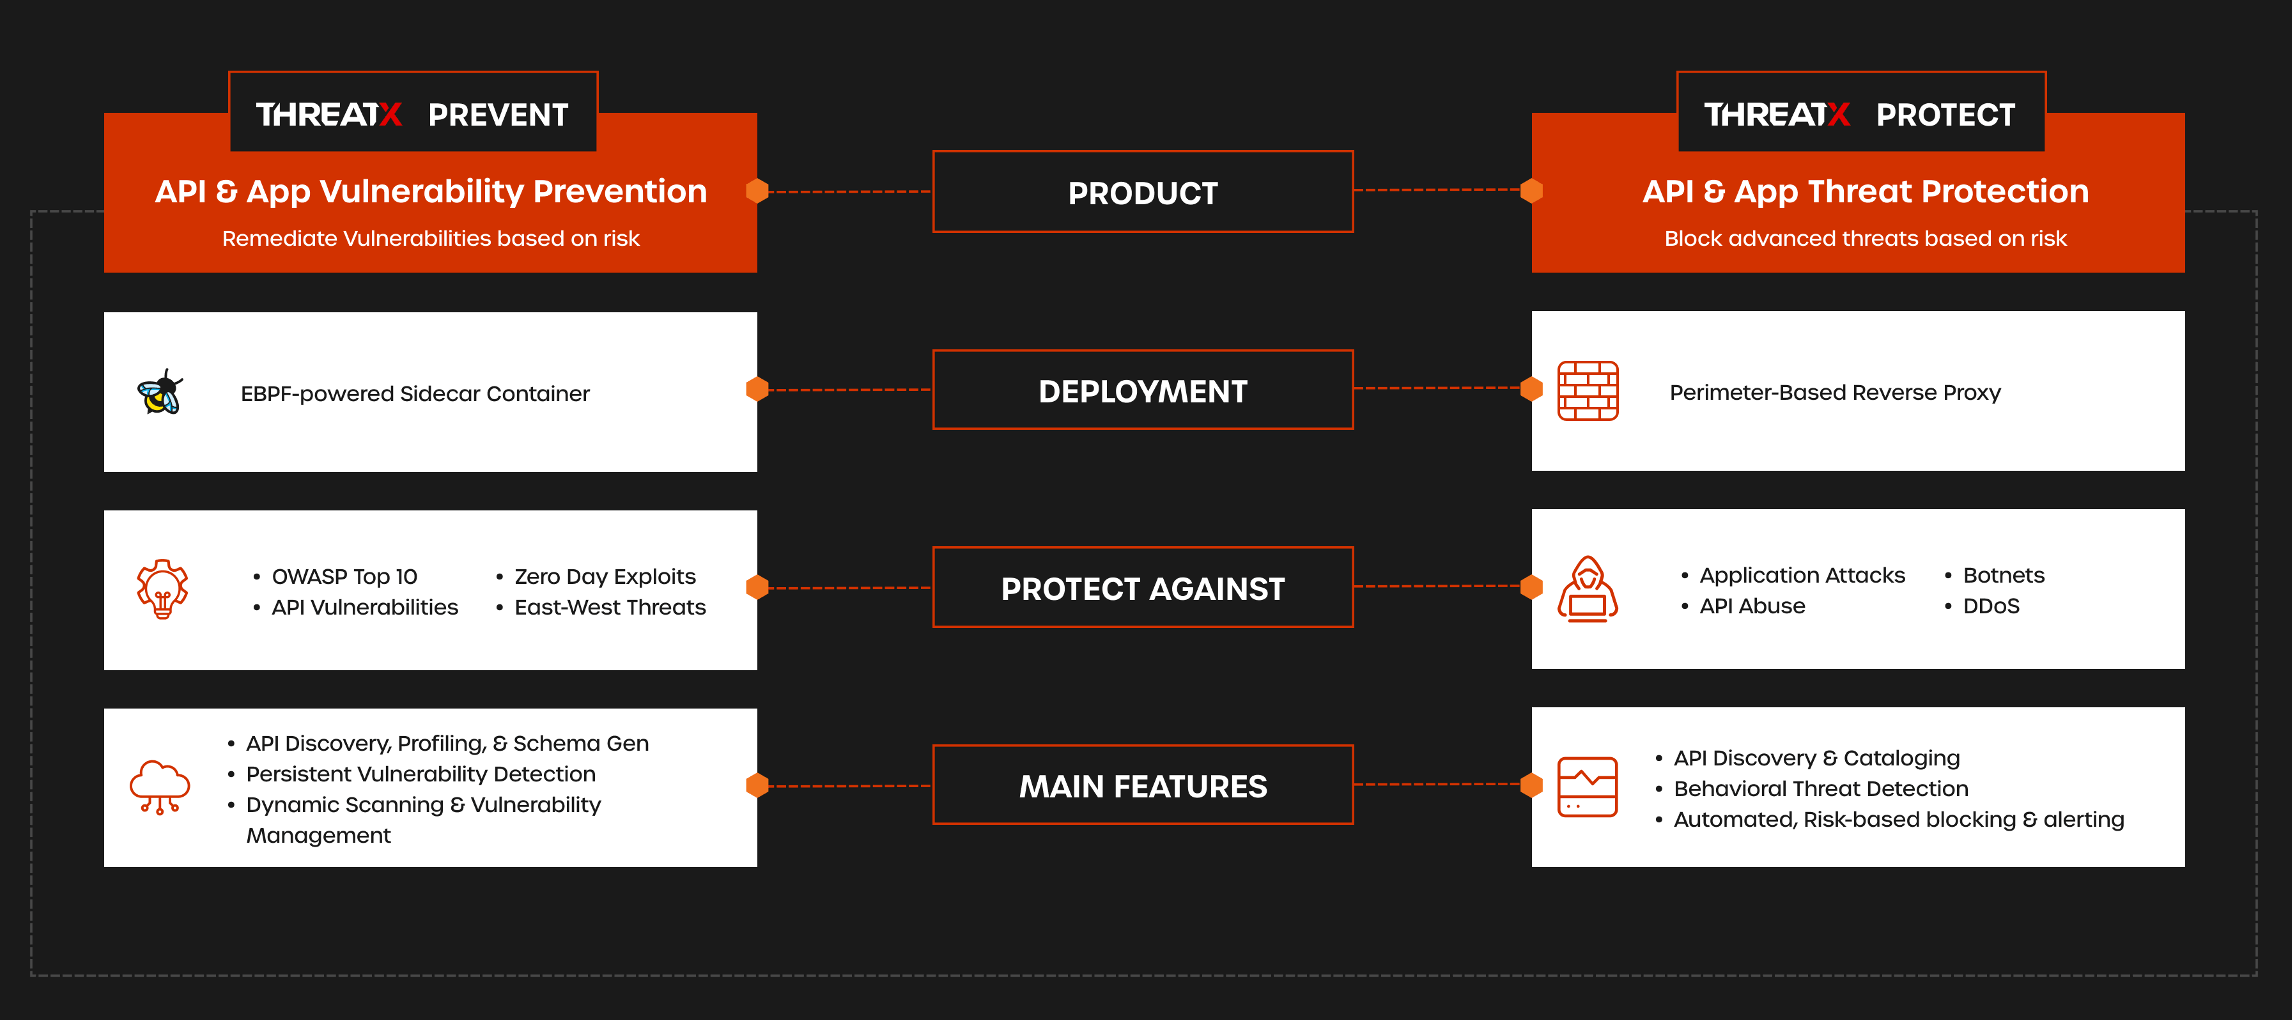 THREATX PREVENT
API & App Vulnerability Prevention
Remediate Vulnerabilities based on risk
PRODUCT
THREATX PROTECT
API & App Threat Protection
Block advanced threats based on risk
EBPF-powered Sidecar Container
DEPLOYMENT
Perimeter-Based Reverse Proxy
• OWASP Top 10
• API Vulnerabilities
• Zero Day Exploits
• East-West Threats
PROTECT AGAINST
• Application Attacks
• API Abuse
• Botnets
• DDoS
• API Discovery, Profiling, & Schema Gen
• Persistent Vulnerability Detection
• Dynamic Scanning & Vulnerability
Management
MAIN FEATURES
• API Discovery & Cataloging
• Behavioral Threat Detection
• Automated, Risk-based blocking & alerting